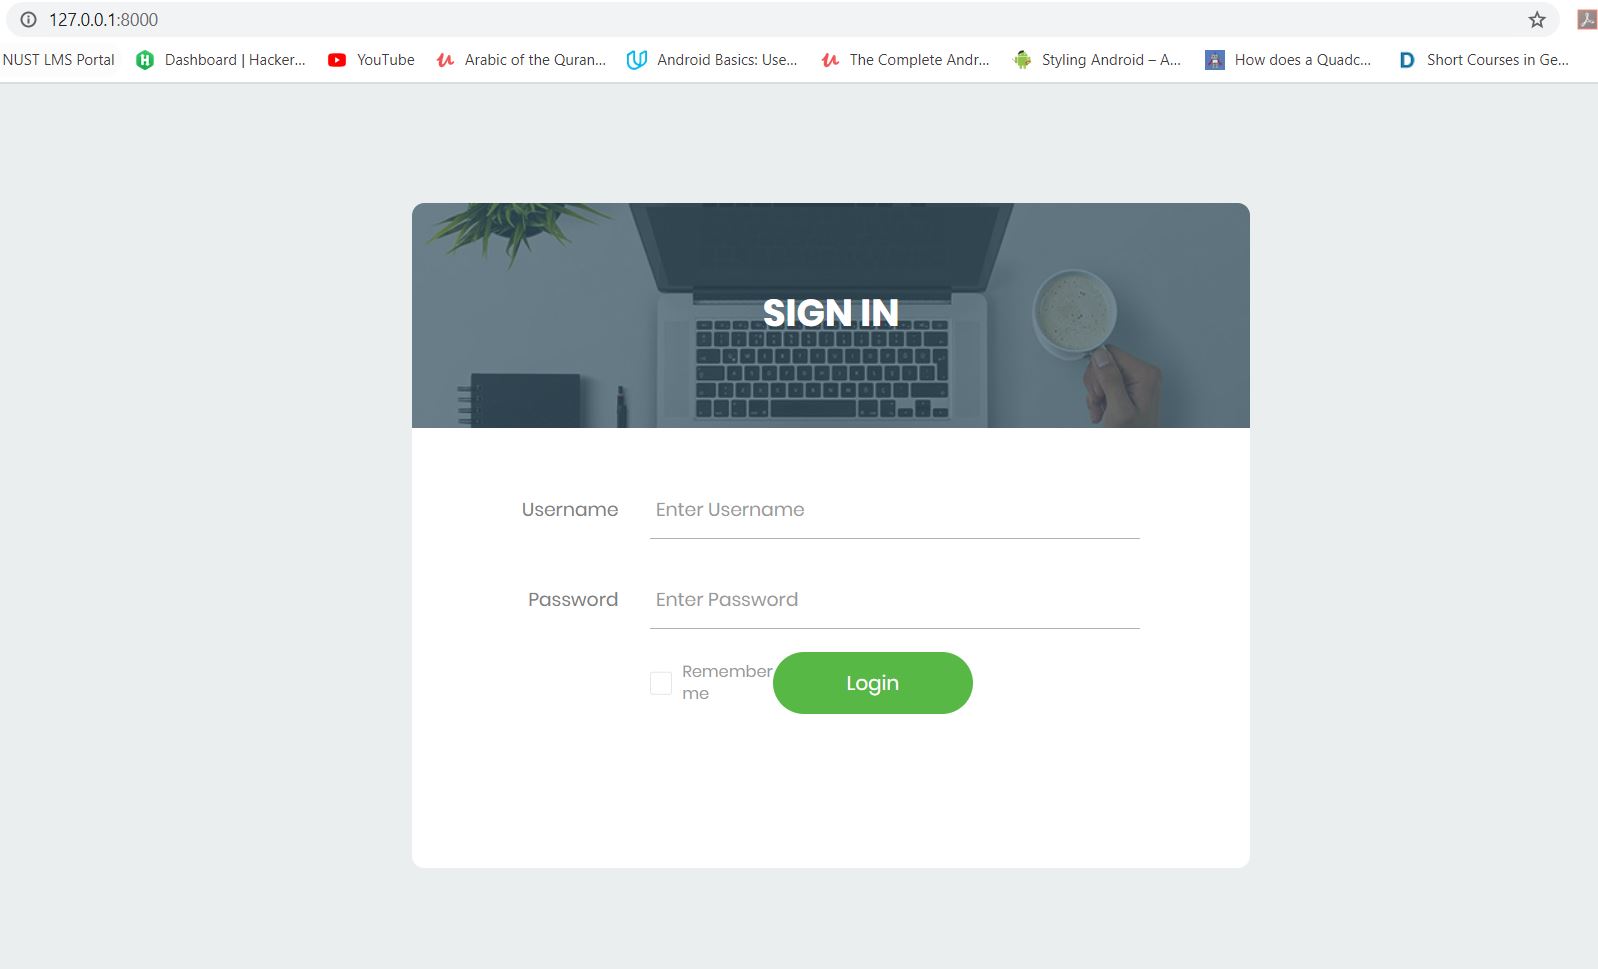 127.0.0.1:8000
NUST LMS Portal Dashboard | Hacker... YouTube Arabic of the Quran... Android Basics: Use... The Complete Andr... Styling Android – A... How does a Quadc... D Short Courses in Ge...
SIGN IN
Username Enter Username
Password Enter Password
Remember
me
Login